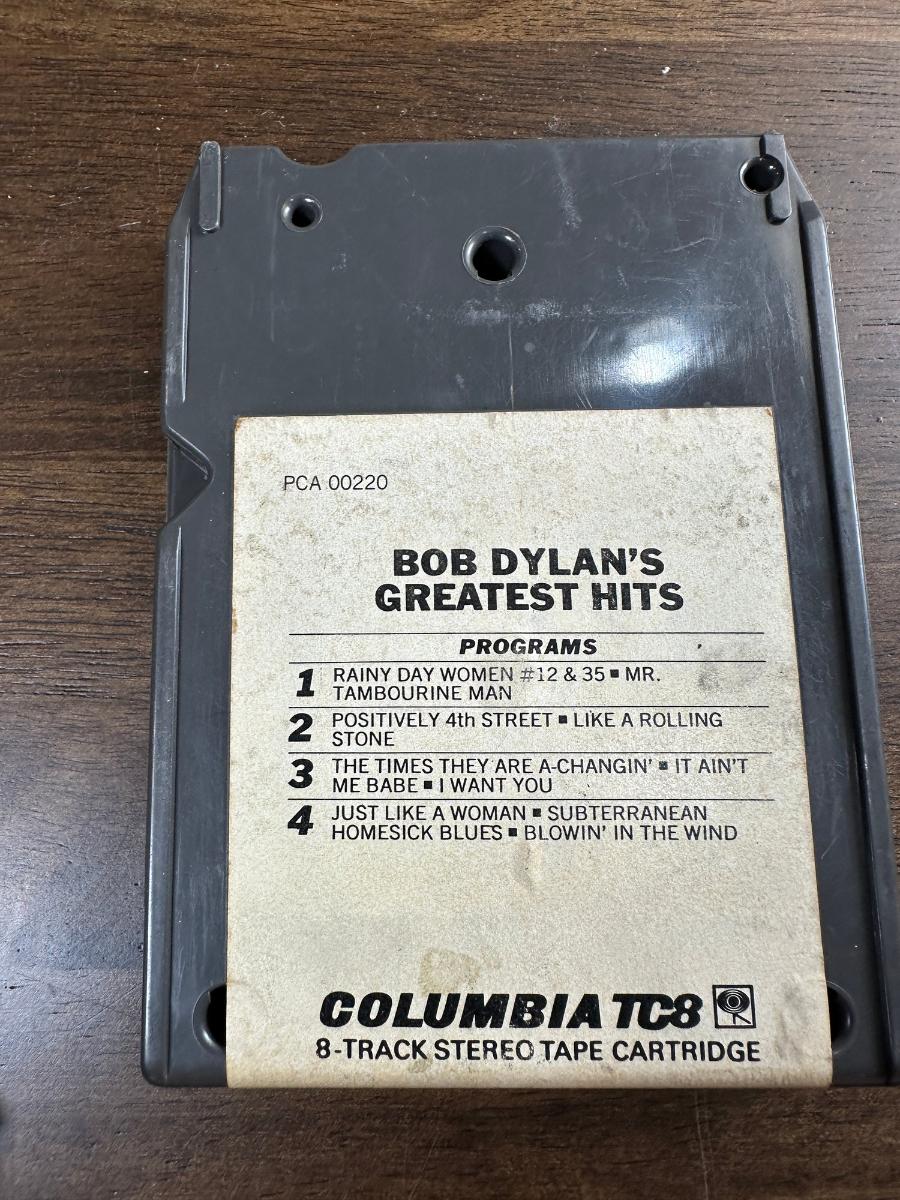 PCA 00220
BOB DYLAN'S
GREATEST HITS
PROGRAMS
1 RAINY DAY WOMEN #12 & 35 ▪ MR.
TAMBOURINE MAN
2 POSITIVELY 4th STREET ▪ LIKE A ROLLING
STONE
3 THE TIMES THEY ARE A-CHANGIN' ▪ IT AIN'T
ME BABE ▪ I WANT YOU
4 JUST LIKE A WOMAN ▪ SUBTERRANEAN
HOMESICK BLUES ▪ BLOWIN' IN THE WIND
COLUMBIA TC8
8-TRACK STEREO TAPE CARTRIDGE